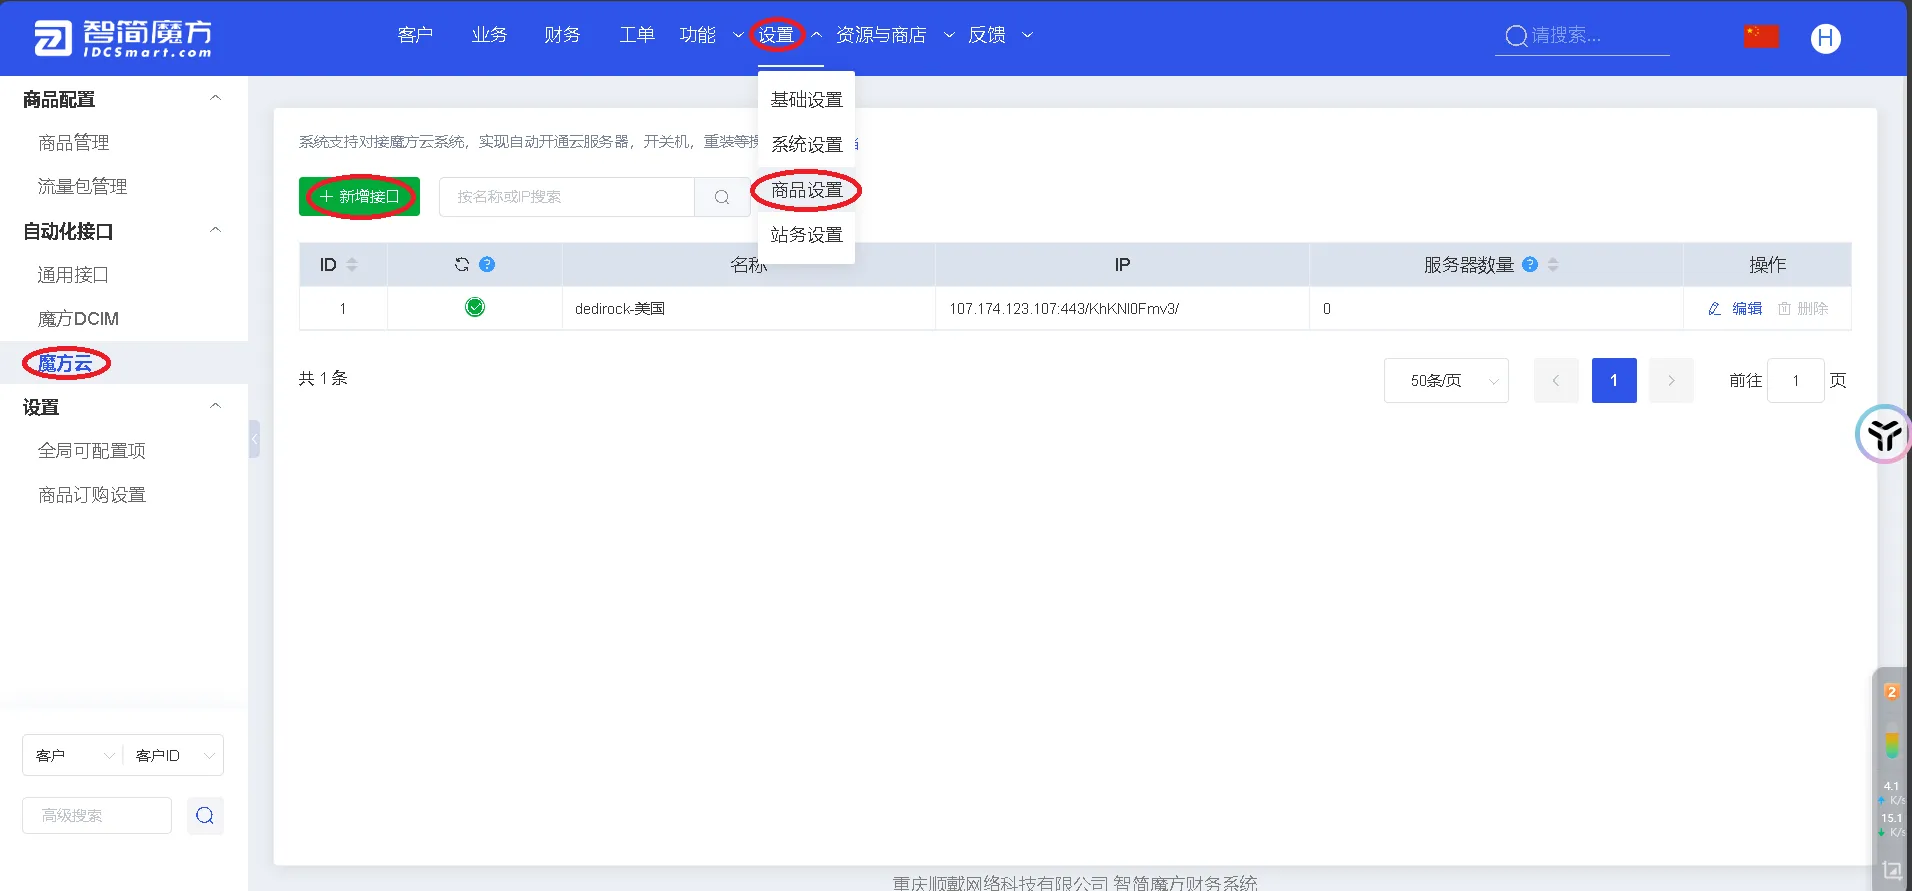 智简魔方
IDCSmart.com
客户 业务 财务 工单 功能 设置 资源与商店 反馈
请搜索...
H
基础设置
系统设置
商品设置
站务设置
商品配置
商品管理
流量包管理
自动化接口
通用接口
魔方DCIM
魔方云
设置
全局可配置项
商品订购设置
客户 客户ID
高级搜索
系统支持对接魔方云系统，实现自动开通云服务器，开关机，重装等
+ 新增接口
按名称或IP搜索
ID ? 名称 IP 服务器数量 ? 操作
1 dedirock-美国 107.174.123.107:443/KhKNI0Fmv3/ 0 编辑 删除
共 1 条
50条/页 1 前往 1 页
2
4.1
K/s
15.1
K/s
重庆顺戴网络科技有限公司 智简魔方财务系统